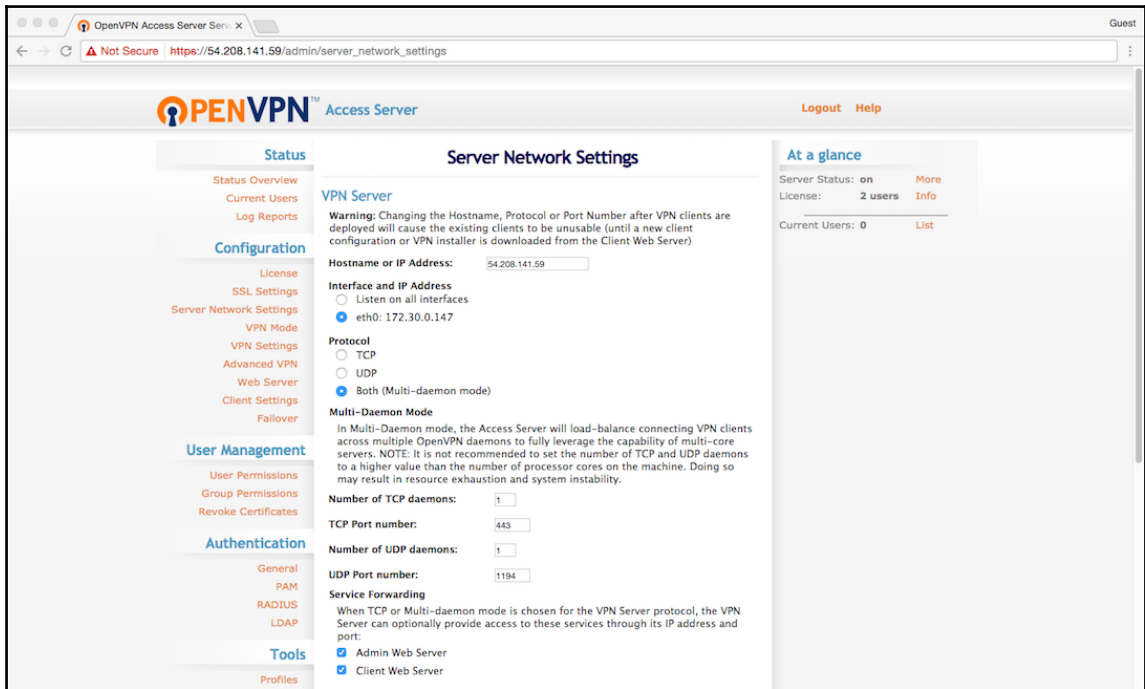 OpenVPN Access Server Serv
Guest
Not Secure https://54.208.141.59/admin/server_network_settings
OPENVPN™ Access Server
Logout Help
Status
Status Overview
Current Users
Log Reports
Configuration
License
SSL Settings
Server Network Settings
VPN Mode
VPN Settings
Advanced VPN
Web Server
Client Settings
Failover
User Management
User Permissions
Group Permissions
Revoke Certificates
Authentication
General
PAM
RADIUS
LDAP
Tools
Profiles
Server Network Settings
VPN Server
Warning: Changing the Hostname, Protocol or Port Number after VPN clients are
deployed will cause the existing clients to be unusable (until a new client
configuration or VPN installer is downloaded from the Client Web Server)
Hostname or IP Address: 54.208.141.59
Interface and IP Address
Listen on all interfaces
eth0: 172.30.0.147
Protocol
TCP
UDP
Both (Multi-daemon mode)
Multi-Daemon Mode
In Multi-Daemon mode, the Access Server will load-balance connecting VPN clients
across multiple OpenVPN daemons to fully leverage the capability of multi-core
servers. NOTE: It is not recommended to set the number of TCP and UDP daemons
to a higher value than the number of processor cores on the machine. Doing so
may result in resource exhaustion and system instability.
Number of TCP daemons: 1
TCP Port number: 443
Number of UDP daemons: 1
UDP Port number: 1194
Service Forwarding
When TCP or Multi-daemon mode is chosen for the VPN Server protocol, the VPN
Server can optionally provide access to these services through its IP address and
port:
Admin Web Server
Client Web Server
At a glance
Server Status: on More
License: 2 users Info
Current Users: 0 List